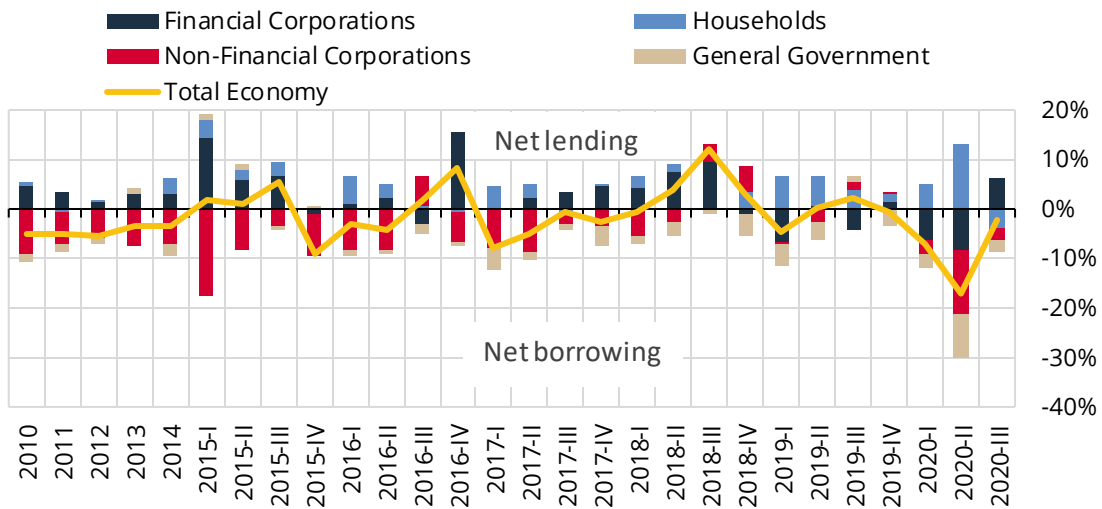 Financial Corporations
Households
Non-Financial Corporations
General Government
Total Economy
20%
10%
0%
-10%
-20%
-30%
-40%
Net lending
Net borrowing
2010
2011
2012
2013
2014
2015-I
2015-II
2015-III
2015-IV
2016-I
2016-II
2016-III
2016-IV
2017-I
2017-II
2017-III
2017-IV
2018-I
2018-II
2018-III
2018-IV
2019-I
2019-II
2019-III
2019-IV
2020-I
2020-II
2020-III